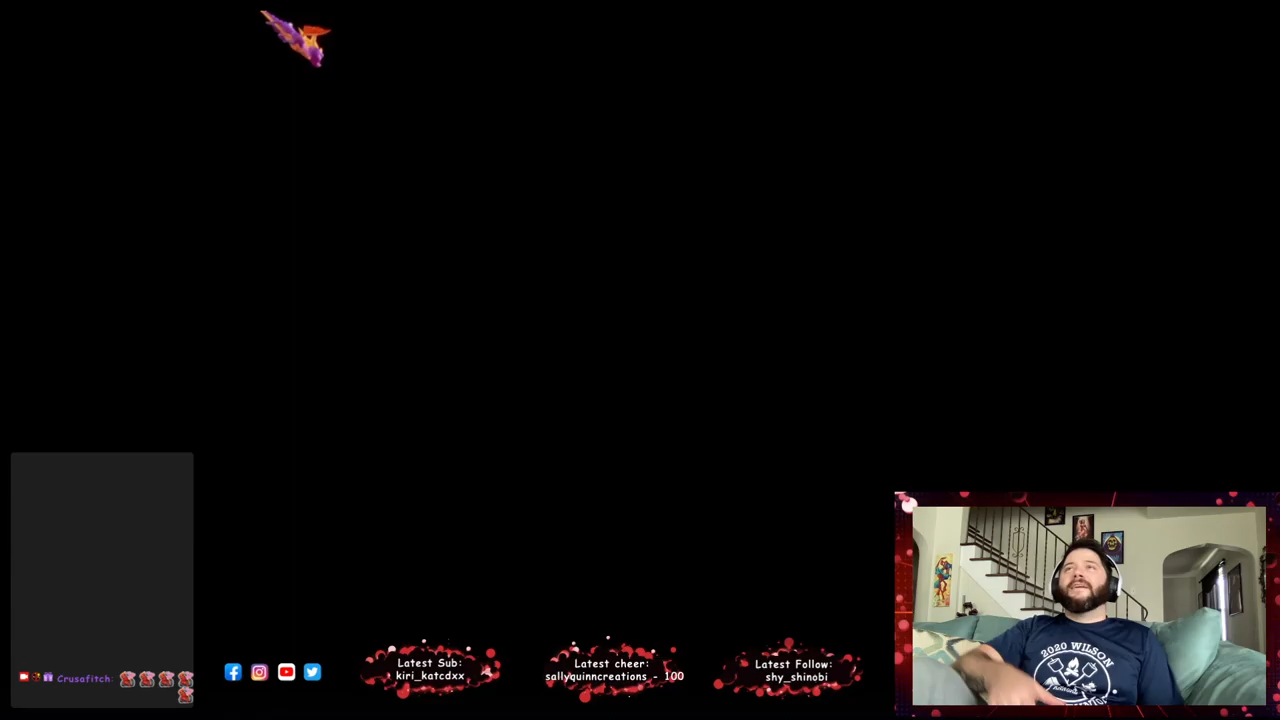 Crusafitch:
Latest Sub:
kiri_katcdxx
Latest cheer:
sallyquinncreations - 100
Latest Follow:
shy_shinobi
2020 WILSON